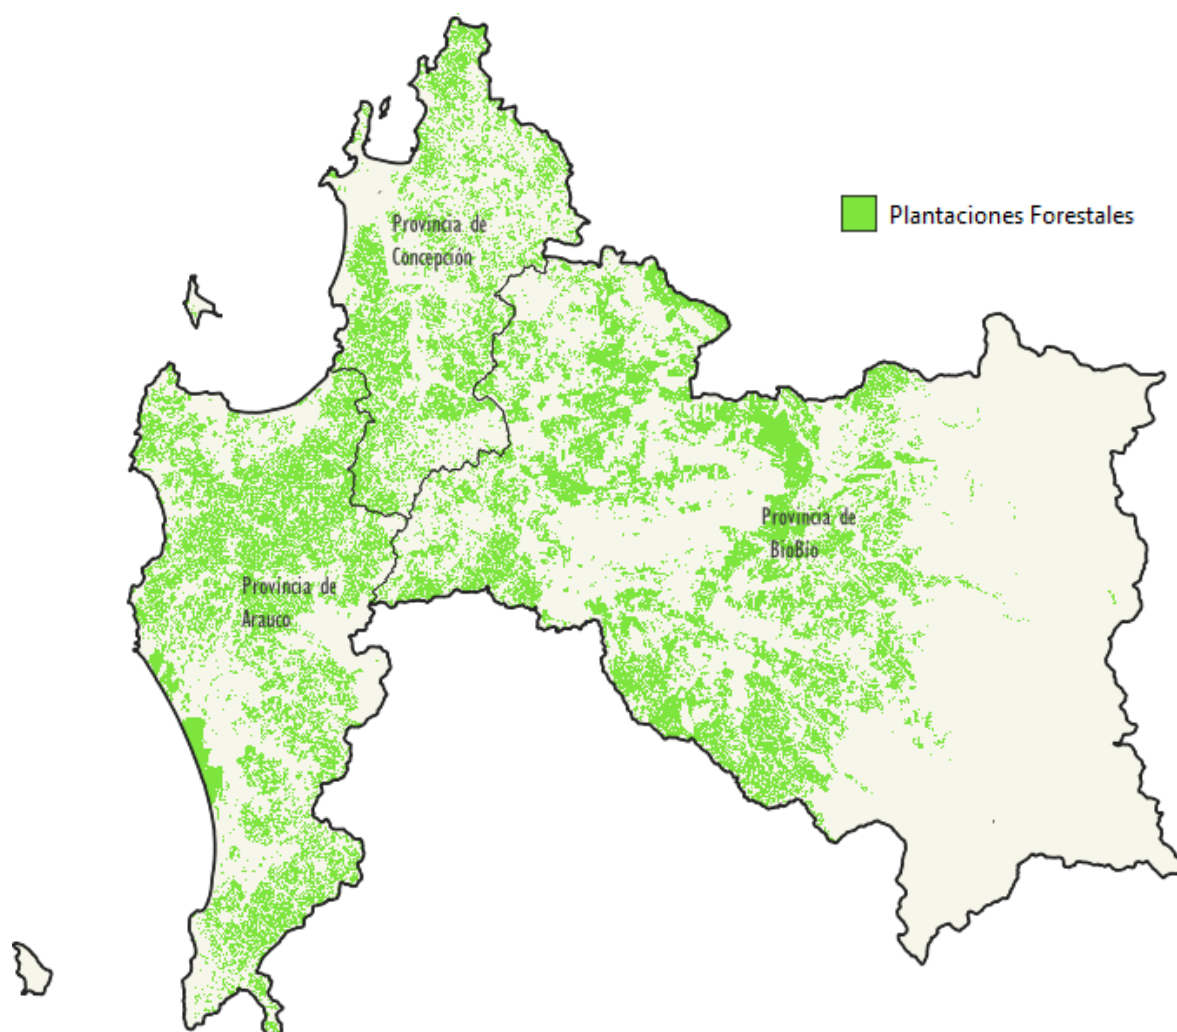 Provincia de
Concepción
Plantaciones Forestales
Provincia de
BioBio
Provincia de
Arauco